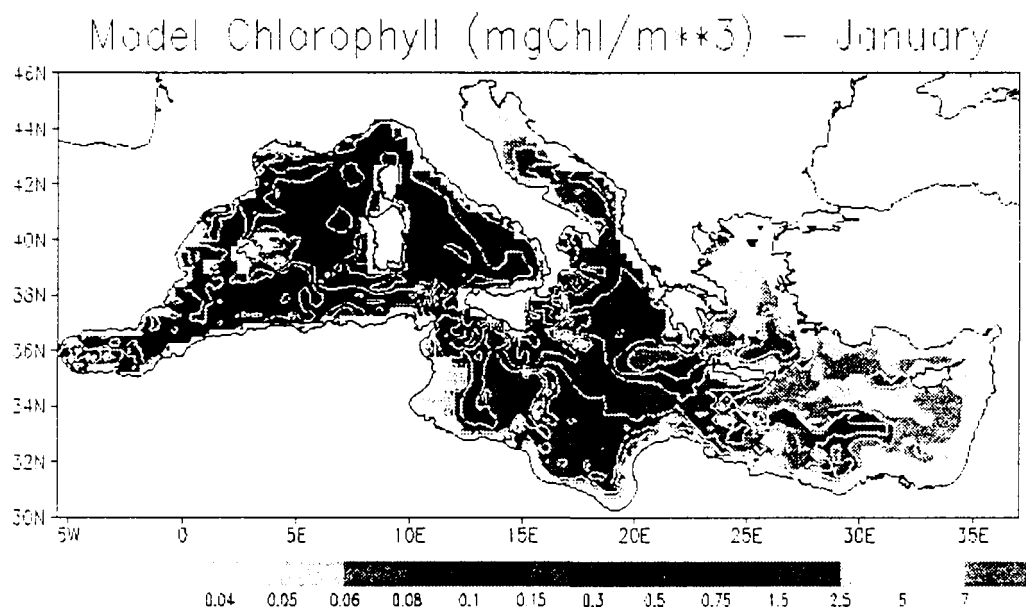 Model Chlorophyll (mgChl/m**3) - January
46N
44N
42N
40N
38N
36N
34N
32N
30N
5W 0 5E 10E 15E 20E 25E 30E 35E
0.04 0.05 0.06 0.08 0.1 0.15 0.3 0.5 0.75 1.5 2.5 5 7